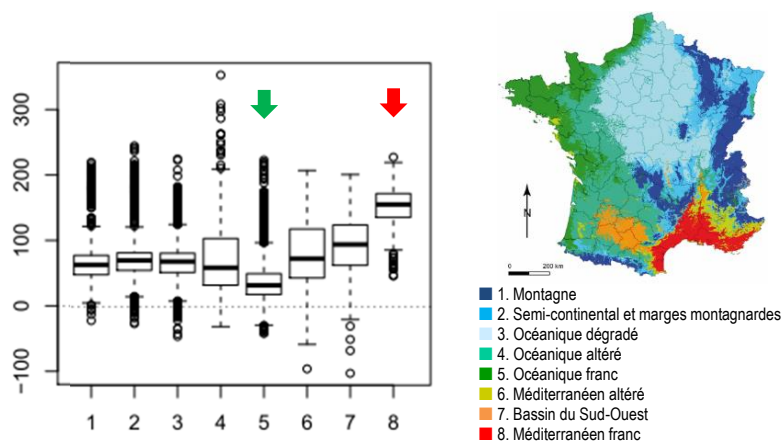 300
200
100
0
-100
1 2 3 4 5 6 7 8
N
0 200 km
1. Montagne
2. Semi-continental et marges montagnardes
3. Océanique dégradé
4. Océanique altéré
5. Océanique franc
6. Méditerranéen altéré
7. Bassin du Sud-Ouest
8. Méditerranéen franc